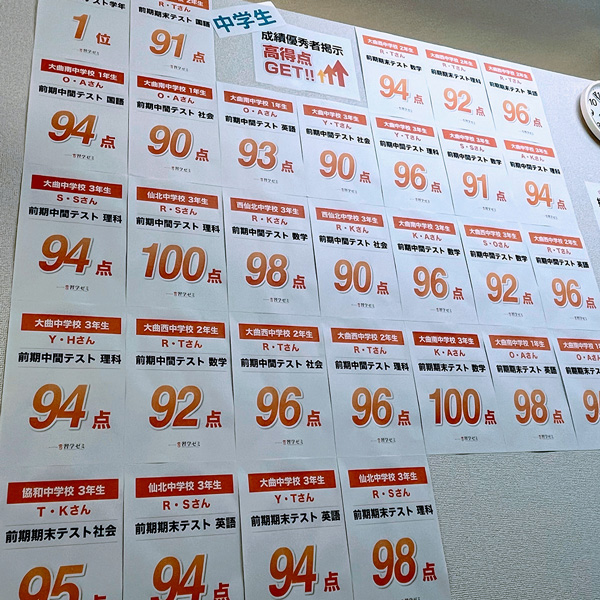 テスト 学年
1 位
R・Tさん
前期中間テスト 国語
91点
中学生
成績優秀者掲示
高得点
GET!!
大曲西中学校 2年生
R・Tさん
前期期末テスト 数学
94点
大曲西中学校 2年生
R・Tさん
前期期末テスト 理科
92点
R・Tさん
前期期末テスト 英語
96点
大曲南中学校 1年生
O・Aさん
前期中間テスト 国語
94点
大曲南中学校 1年生
O・Aさん
前期中間テスト 社会
90点
大曲南中学校 1年生
O・Aさん
前期中間テスト 英語
93点
大曲中学校 3年生
Y・Tさん
前期中間テスト
90点
大曲中学校 3年生
Y・Tさん
前期中間テスト 理科
96点
大曲中学校 3年生
S・Sさん
前期中間テスト 数学
91点
A・Kさん
前期中間テスト 理科
94点
大曲中学校 3年生
S・Sさん
前期中間テスト 理科
94点
仙北中学校 3年生
R・Sさん
前期中間テスト 理科
100点
西仙北中学校 3年生
R・Kさん
前期中間テスト 数学
98点
西仙北中学校 3年生
R・Kさん
前期中間テスト 社会
90点
大曲南中学校 3年生
K・Aさん
前期中間テスト 数学
96点
大曲西中学校 3年生
S・Oさん
前期中間テスト 数学
92点
大曲西中学校 2年生
R・Tさん
前期中間テスト 英語
96点
大曲中学校 3年生
Y・Hさん
前期中間テスト 理科
94点
大曲西中学校 2年生
R・Tさん
前期中間テスト 数学
92点
大曲西中学校 2年生
R・Tさん
前期中間テスト 社会
96点
大曲西中学校 2年生
R・Tさん
前期中間テスト 理科
96点
大曲南中学校 3年生
K・Aさん
前期期末テスト 数学
100点
大曲南中学校 1年生
O・Aさん
前期期末テスト 英語
98点
大曲南中学校
O・Aさん
前期期末テスト
協和中学校 3年生
T・Kさん
前期期末テスト 社会
95点
仙北中学校 3年生
R・Sさん
前期期末テスト 英語
94点
大曲中学校 3年生
Y・Tさん
前期期末テスト 英語
94点
仙北中学校 3年生
R・Sさん
前期期末テスト 理科
98点